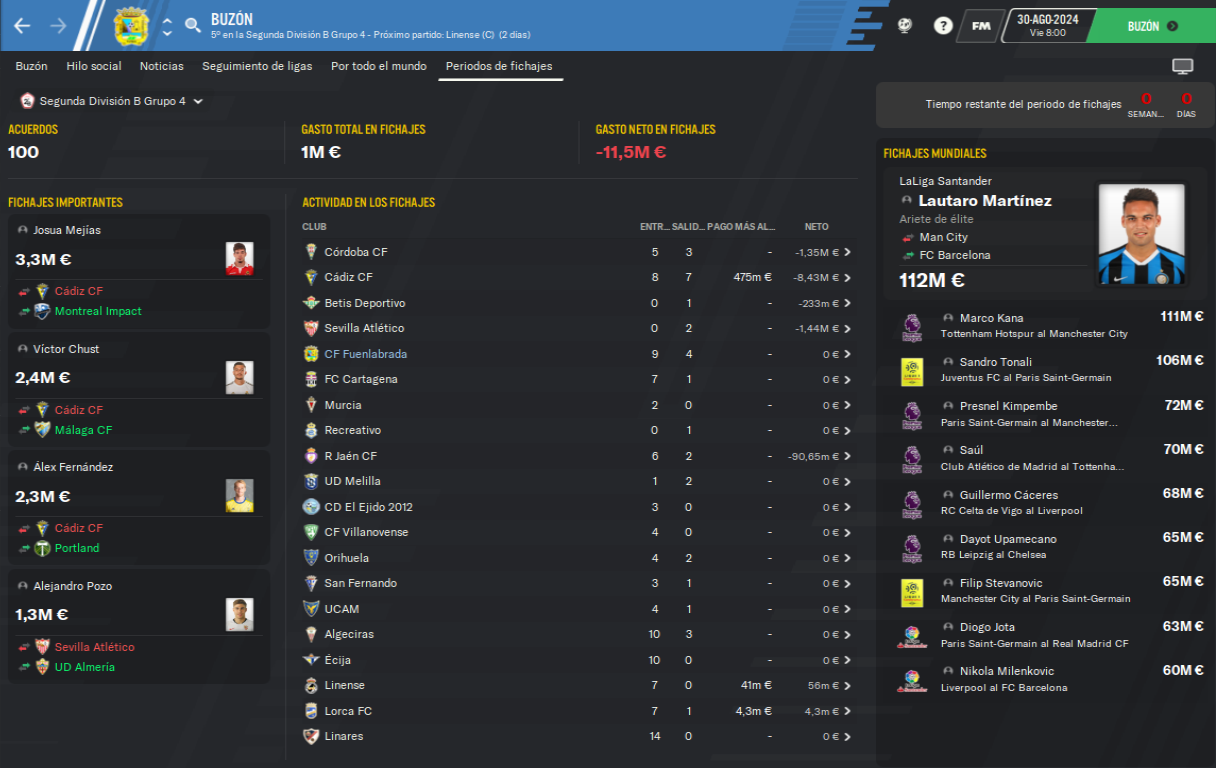 BUZÓN
5º en la Segunda División B Grupo 4 - Próximo partido: Linense (C) (2 días)
?
FM
30-AGO-2024
Vie 8:00
BUZÓN
Buzón Hilo social Noticias Seguimiento de ligas Por todo el mundo Periodos de fichajes
Segunda División B Grupo 4
Tiempo restante del periodo de fichajes 0 SEMAN... 0 DÍAS
ACUERDOS
100
GASTO TOTAL EN FICHAJES
1M €
GASTO NETO EN FICHAJES
-11,5M €
FICHAJES IMPORTANTES
Josua Mejías
3,3M €
Cádiz CF
Montreal Impact
Víctor Chust
2,4M €
Cádiz CF
Málaga CF
Álex Fernández
2,3M €
Cádiz CF
Portland
Alejandro Pozo
1,3M €
Sevilla Atlético
UD Almería
ACTIVIDAD EN LOS FICHAJES
CLUB ENTR... SALID... PAGO MÁS AL... NETO
Córdoba CF 5 3 - -1,35M €
Cádiz CF 8 7 475m € -8,43M €
Betis Deportivo 0 1 - -233m €
Sevilla Atlético 0 2 - -1,44M €
CF Fuenlabrada 9 4 - 0 €
FC Cartagena 7 1 - 0 €
Murcia 2 0 - 0 €
Recreativo 0 1 - 0 €
R Jaén CF 6 2 - -90,65m €
UD Melilla 1 2 - 0 €
CD El Ejido 2012 3 0 - 0 €
CF Villanovense 4 0 - 0 €
Orihuela 4 2 - 0 €
San Fernando 3 1 - 0 €
UCAM 4 1 - 0 €
Algeciras 10 3 - 0 €
Écija 10 0 - 0 €
Linense 7 0 41m € 56m €
Lorca FC 7 1 4,3m € 4,3m €
Linares 14 0 - 0 €
FICHAJES MUNDIALES
LaLiga Santander
Lautaro Martínez
Ariete de élite
Man City
FC Barcelona
112M €
Marco Kana 111M €
Tottenham Hotspur al Manchester City
Sandro Tonali 106M €
Juventus FC al Paris Saint-Germain
Presnel Kimpembe 72M €
Paris Saint-Germain al Manchester...
Saúl 70M €
Club Atlético de Madrid al Tottenha...
Guillermo Cáceres 68M €
RC Celta de Vigo al Liverpool
Dayot Upamecano 65M €
RB Leipzig al Chelsea
Filip Stevanovic 65M €
Manchester City al Paris Saint-Germain
Diogo Jota 63M €
Paris Saint-Germain al Real Madrid CF
Nikola Milenkovic 60M €
Liverpool al FC Barcelona